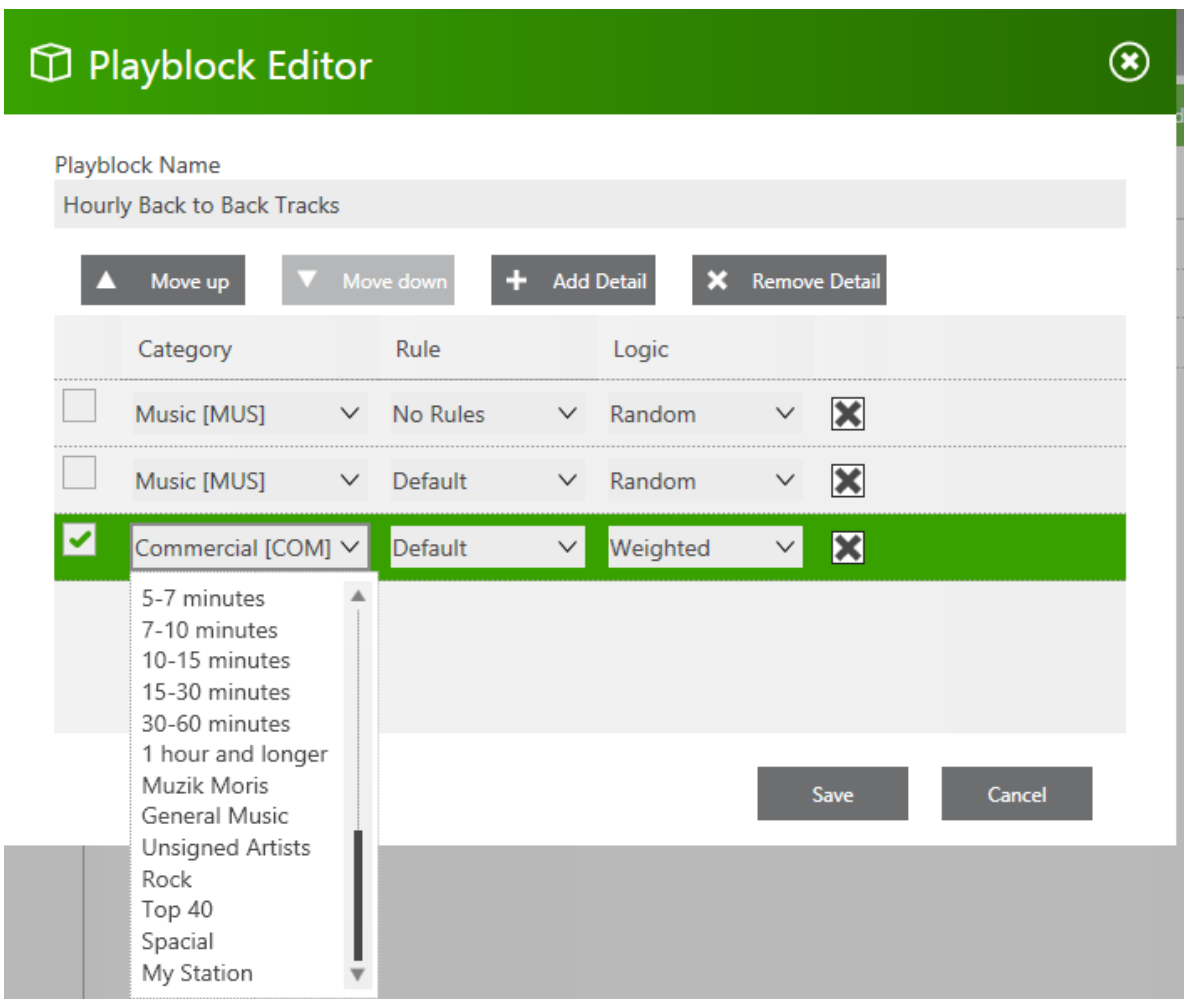 Playblock Editor
Playblock Name
Hourly Back to Back Tracks
Move up Move down Add Detail Remove Detail
Category Rule Logic
Music [MUS] No Rules Random
Music [MUS] Default Random
Commercial [COM] Default Weighted
5-7 minutes
7-10 minutes
10-15 minutes
15-30 minutes
30-60 minutes
1 hour and longer
Muzik Moris
General Music
Unsigned Artists
Rock
Top 40
Spacial
My Station
Save Cancel